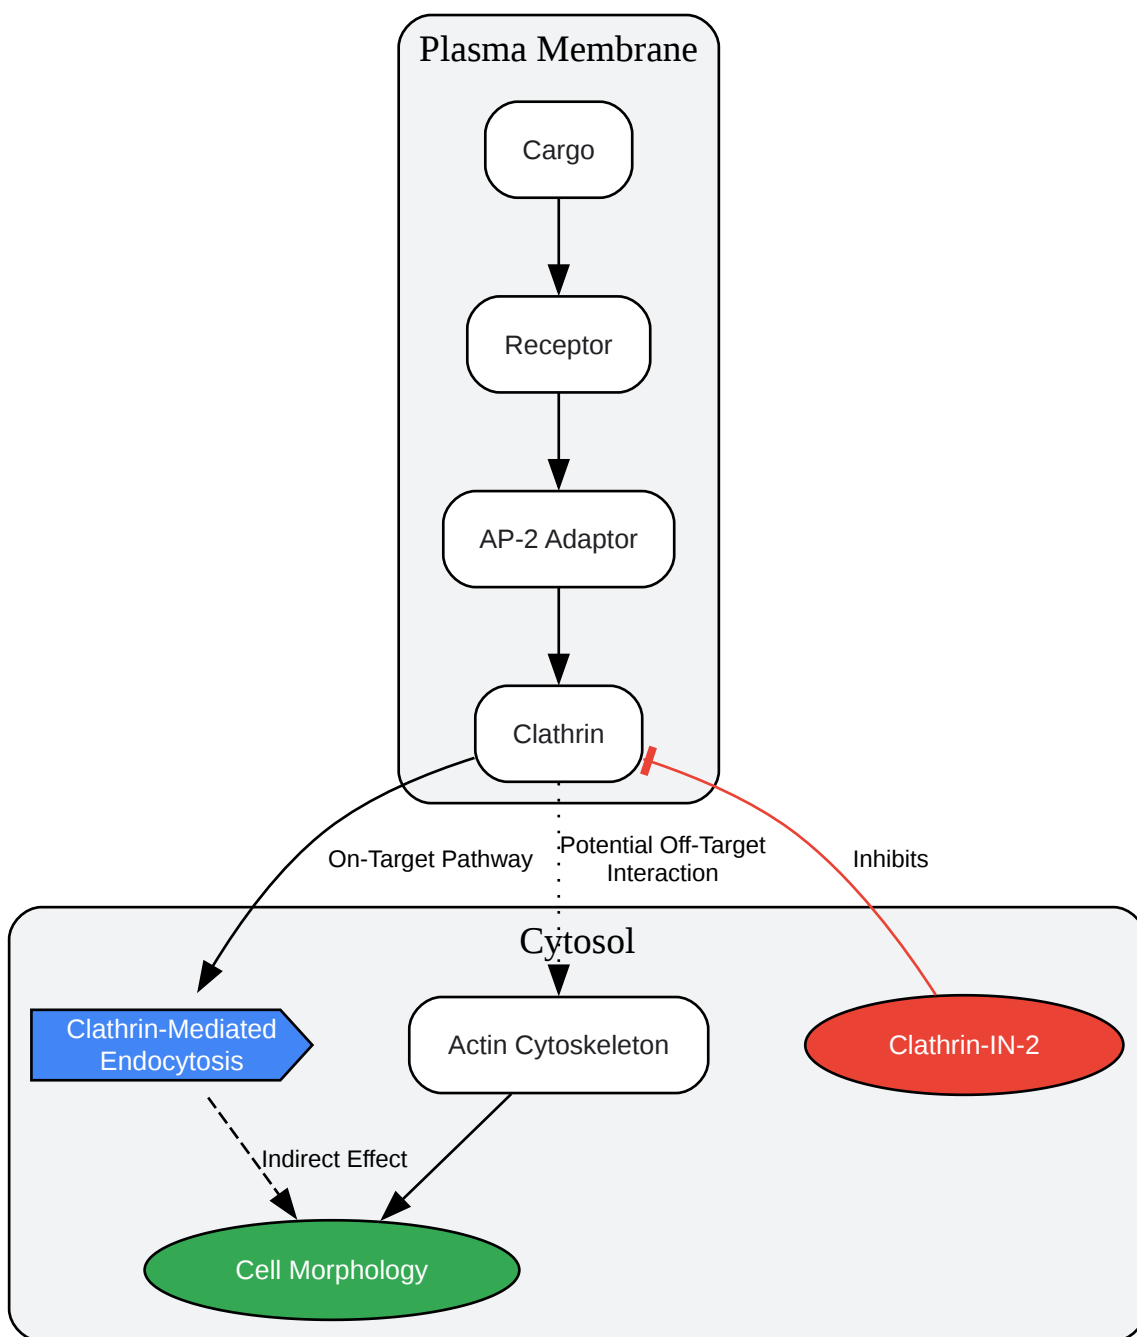 Plasma Membrane
Cargo
Receptor
AP-2 Adaptor
Clathrin
On-Target Pathway
Potential Off-Target
Interaction
Inhibits
Cytosol
Clathrin-Mediated
Endocytosis
Actin Cytoskeleton
Clathrin-IN-2
Indirect Effect
Cell Morphology